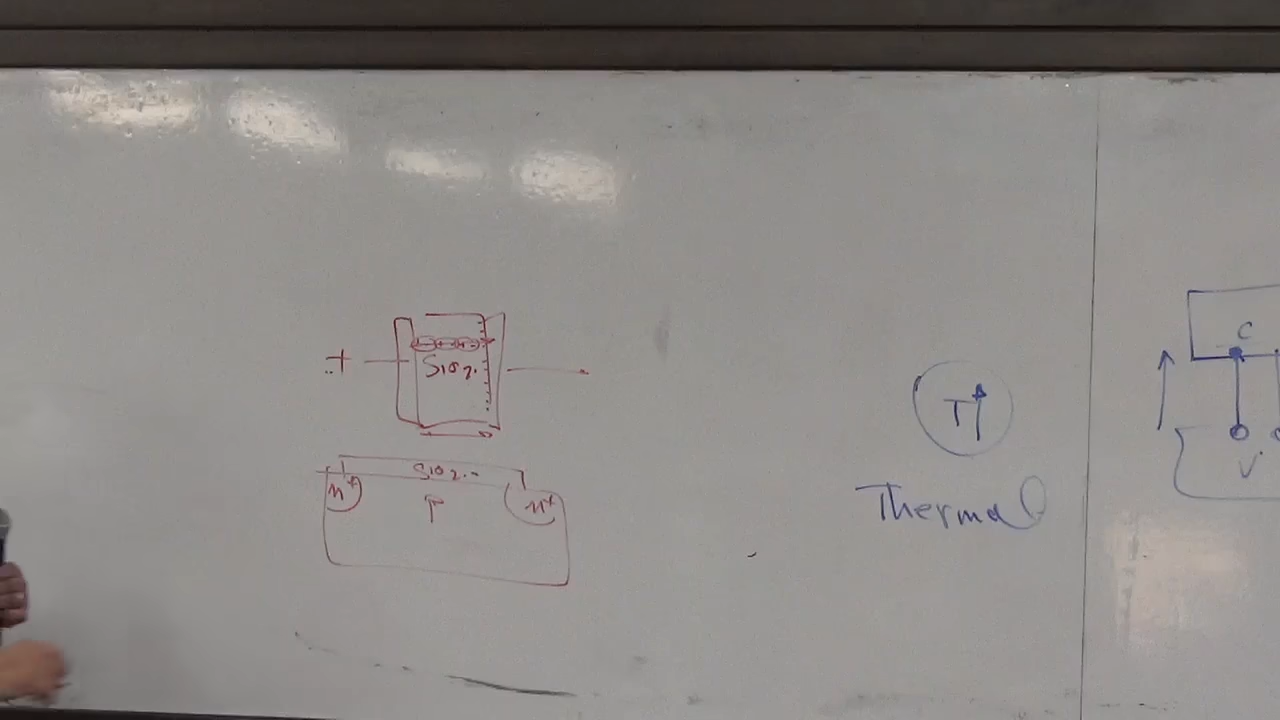 +
SiO2
SiO2
n+
P
n+
T↑
Thermal
C
V